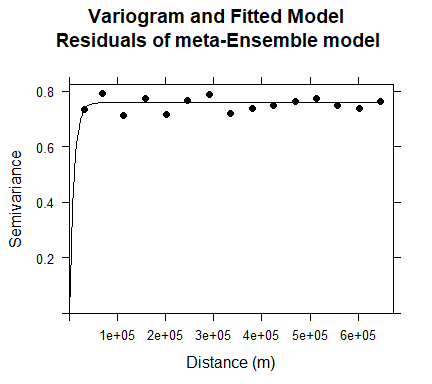 Variogram and Fitted Model
Residuals of meta-Ensemble model
0.8
0.6
0.4
0.2
Semivariance
1e+05 2e+05 3e+05 4e+05 5e+05 6e+05
Distance (m)